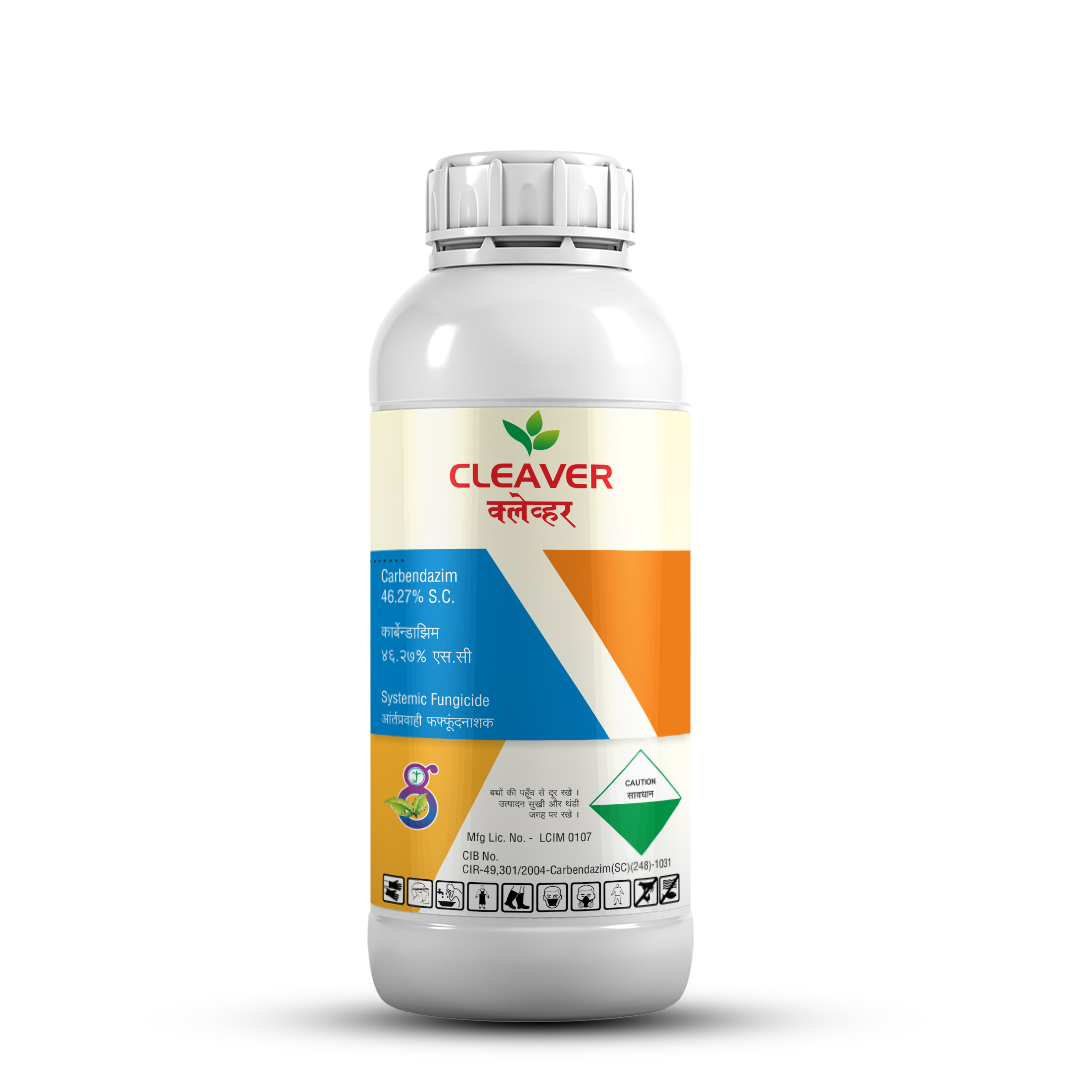 CLEAVER
क्लेव्हर
Carbendazim
46.27% S.C.
कार्बेन्डाझिम
४६.२७% एस.सी
Systemic Fungicide
आंर्तप्रवाही फफ्फूंदनाशक
CAUTION
सावधान
बच्चों की पहूँच से दूर रखे ।
उत्पादन सुखी और थंडी
जगह पर रखे ।
Mfg Lic. No. - LCIM 0107
CIB No.
CIR-49,301/2004-Carbendazim(SC)(248)-1031